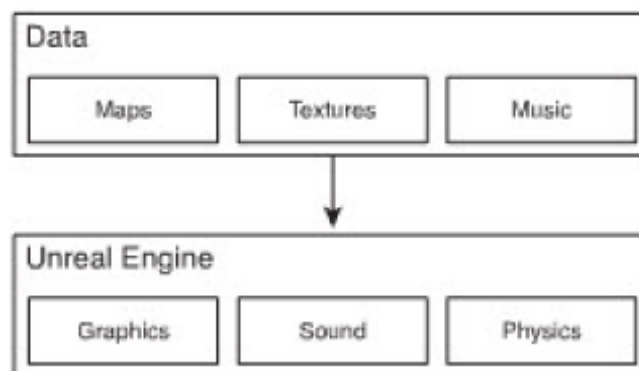 Data
Maps Textures Music
Unreal Engine
Graphics Sound Physics